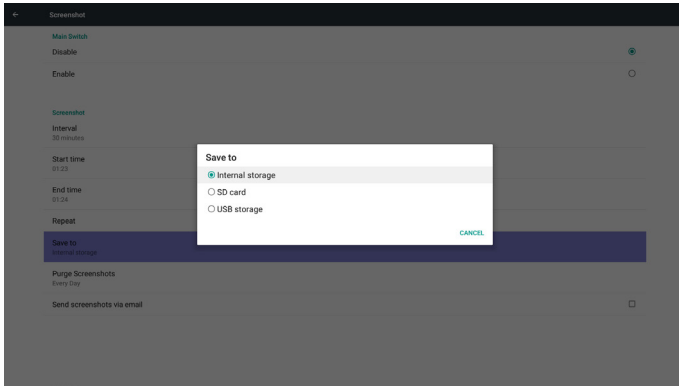 Screenshot
Main Switch
Disable
Enable
Screenshot
Interval
30 minutes
Start time
01:23
End time
01:24
Repeat
Save to
Internal storage
Purge Screenshots
Every Day
Send screenshots via email
Save to
Internal storage
SD card
USB storage
CANCEL